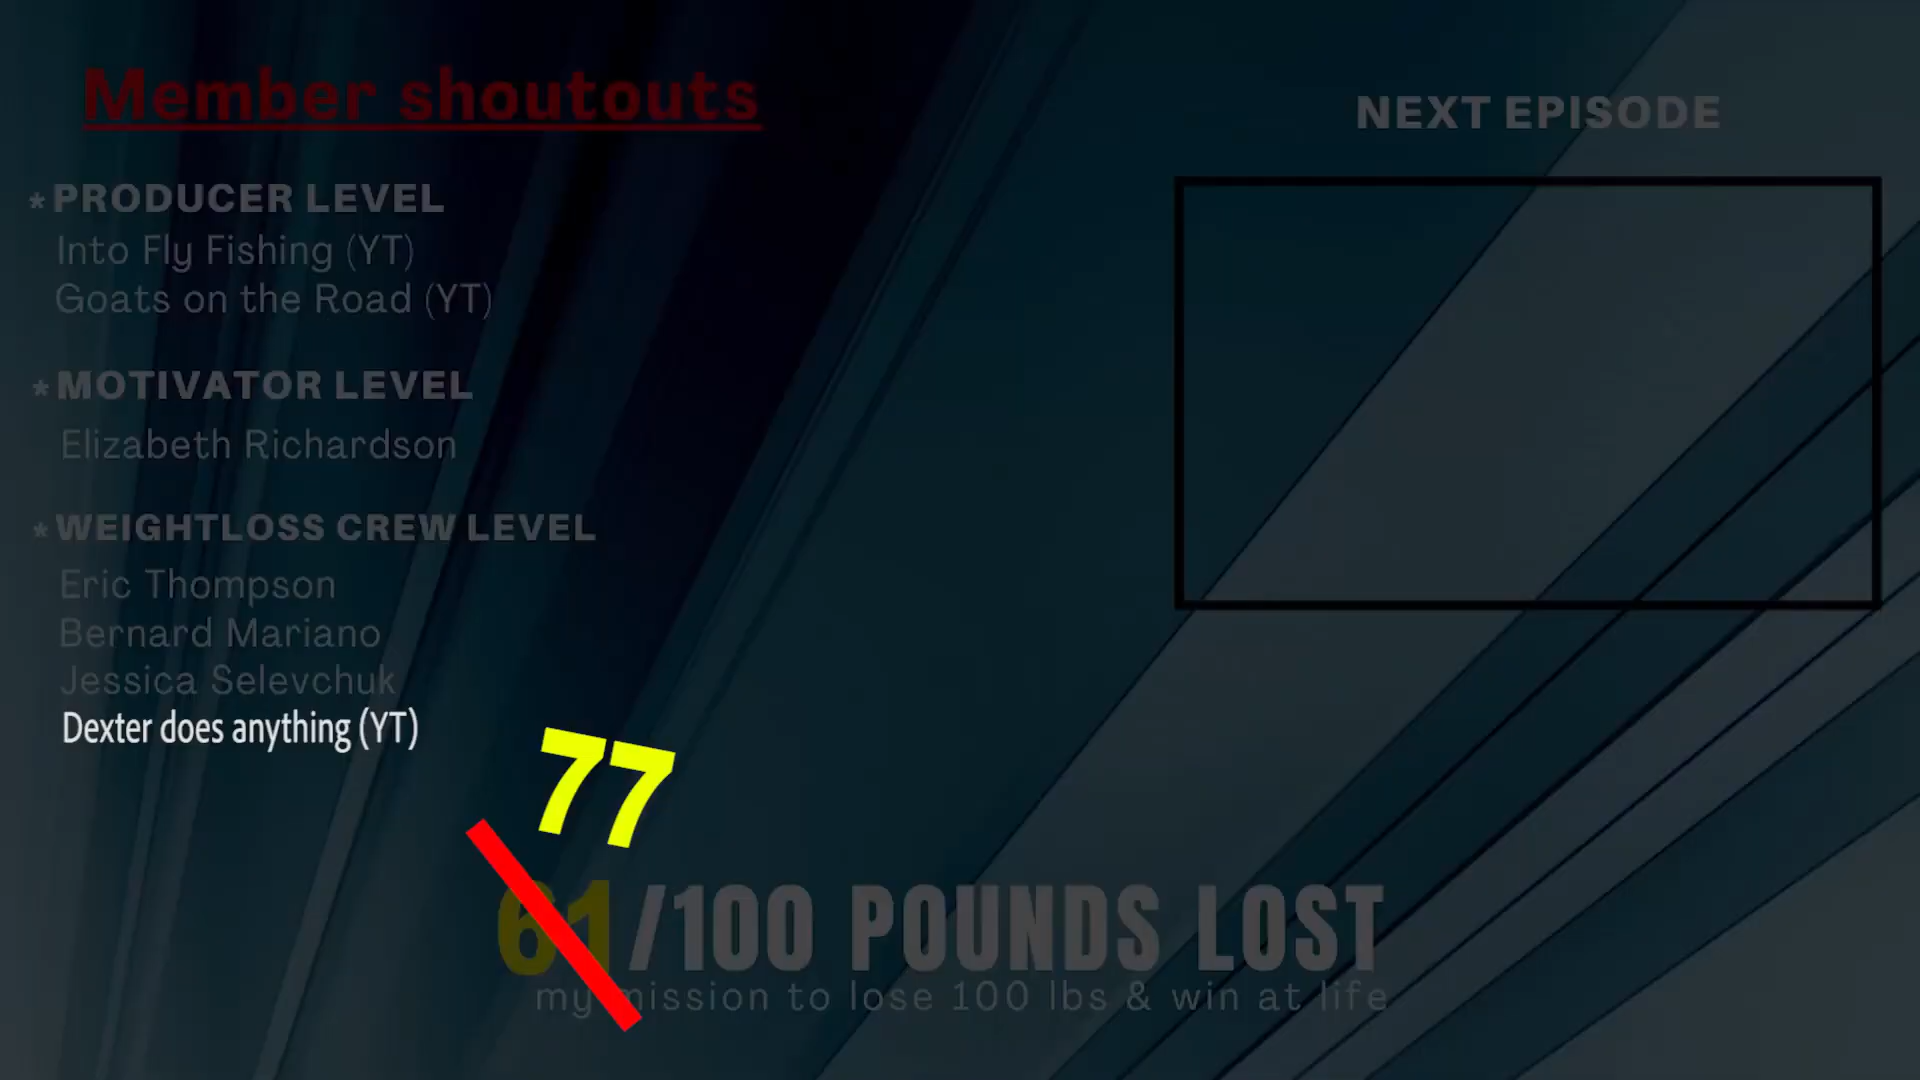 Member shoutouts
NEXT EPISODE
*PRODUCER LEVEL
Into Fly Fishing (YT)
Goats on the Road (YT)
*MOTIVATOR LEVEL
Elizabeth Richardson
*WEIGHTLOSS CREW LEVEL
Eric Thompson
Bernard Mariano
Jessica Selevchuk
Dexter does anything (YT)
77
61/100 POUNDS LOST
my mission to lose 100 lbs & win at life